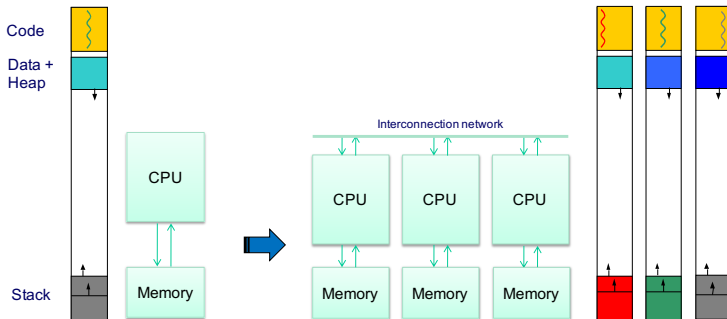 Code
Data +
Heap
Interconnection network
CPU
CPU
CPU
CPU
Stack
Memory
Memory
Memory
Memory